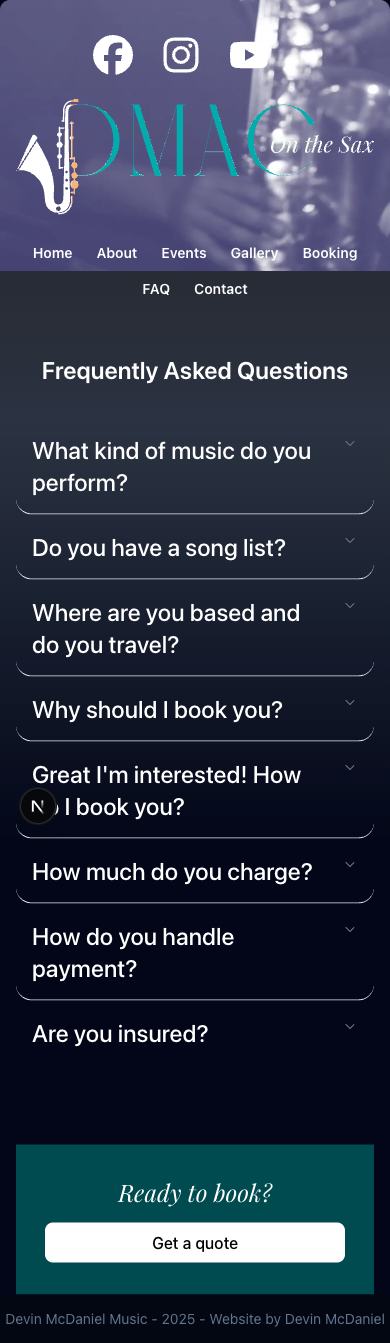 DMAC
On the Sax
Home About Events Gallery Booking
FAQ Contact
Frequently Asked Questions
What kind of music do you
perform?
Do you have a song list?
Where are you based and
do you travel?
Why should I book you?
Great I'm interested! How
I book you?
How much do you charge?
How do you handle
payment?
Are you insured?
Ready to book?
Get a quote
Devin McDaniel Music - 2025 - Website by Devin McDaniel